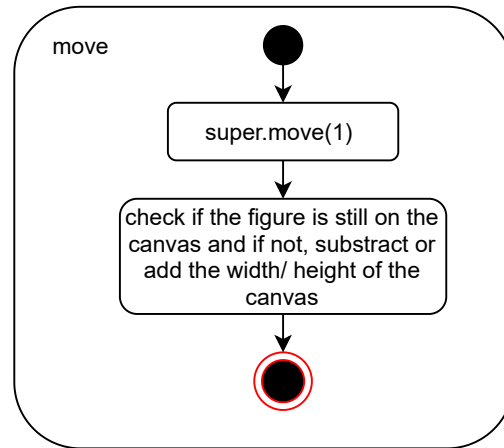 move
super.move(1)
check if the figure is still on the
canvas and if not, substract or
add the width/ height of the
canvas